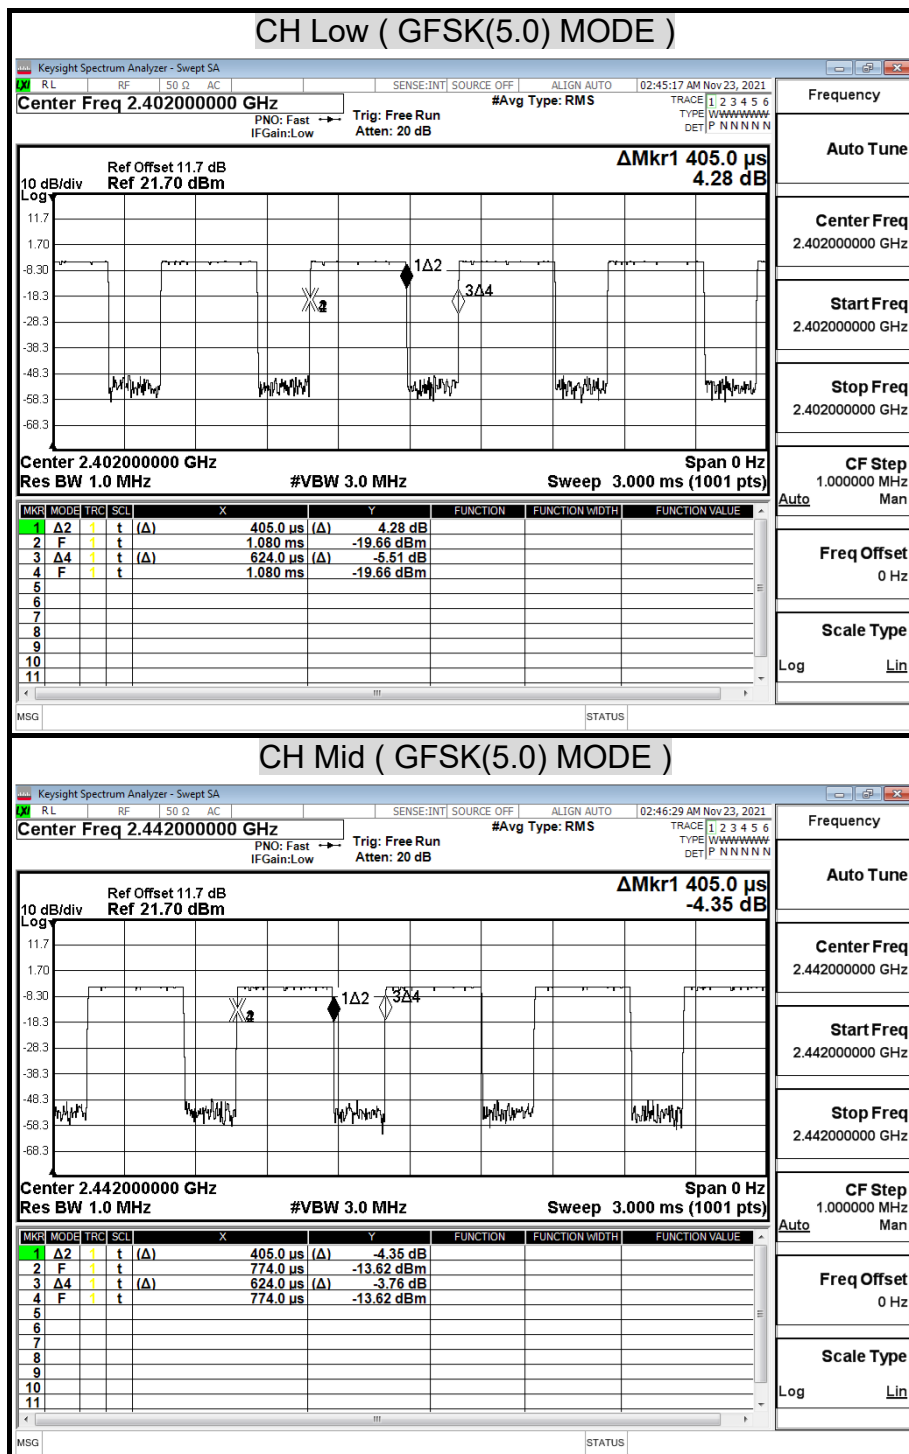 CH Low ( GFSK(5.0) MODE )
Keysight Spectrum Analyzer - Swept SA
LXI RL RF 50 Ω AC SENSE:INT SOURCE OFF ALIGN AUTO 02:45:17 AM Nov 23, 2021
Center Freq 2.402000000 GHz #Avg Type: RMS TRACE 1 2 3 4 5 6
PNO: Fast Trig: Free Run TYPE WWWWWW
IFGain:Low Atten: 20 dB DET P N N N N N
Frequency
Auto Tune
Center Freq
2.402000000 GHz
Start Freq
2.402000000 GHz
Stop Freq
2.402000000 GHz
CF Step
1.000000 MHz
Auto Man
Freq Offset
0 Hz
Scale Type
Log Lin
ΔMkr1 405.0 µs
4.28 dB
Ref Offset 11.7 dB
10 dB/div Ref 21.70 dBm
Log
11.7
1.70
-8.30
-18.3
-28.3
-38.3
-48.3
-58.3
-68.3
1Δ2
3Δ4
Center 2.402000000 GHz Span 0 Hz
Res BW 1.0 MHz #VBW 3.0 MHz Sweep 3.000 ms (1001 pts)
MKR MODE TRC SCL X Y FUNCTION FUNCTION WIDTH FUNCTION VALUE
1 Δ2 1 t (Δ) 405.0 µs (Δ) 4.28 dB
2 F 1 t 1.080 ms -19.66 dBm
3 Δ4 1 t (Δ) 624.0 µs (Δ) -5.51 dB
4 F 1 t 1.080 ms -19.66 dBm
5
6
7
8
9
10
11
MSG STATUS
CH Mid ( GFSK(5.0) MODE )
Keysight Spectrum Analyzer - Swept SA
LXI RL RF 50 Ω AC SENSE:INT SOURCE OFF ALIGN AUTO 02:46:29 AM Nov 23, 2021
Center Freq 2.442000000 GHz #Avg Type: RMS TRACE 1 2 3 4 5 6
PNO: Fast Trig: Free Run TYPE WWWWWW
IFGain:Low Atten: 20 dB DET P N N N N N
Frequency
Auto Tune
Center Freq
2.442000000 GHz
Start Freq
2.442000000 GHz
Stop Freq
2.442000000 GHz
CF Step
1.000000 MHz
Auto Man
Freq Offset
0 Hz
Scale Type
Log Lin
ΔMkr1 405.0 µs
-4.35 dB
Ref Offset 11.7 dB
10 dB/div Ref 21.70 dBm
Log
11.7
1.70
-8.30
-18.3
-28.3
-38.3
-48.3
-58.3
-68.3
1Δ2
3Δ4
Center 2.442000000 GHz Span 0 Hz
Res BW 1.0 MHz #VBW 3.0 MHz Sweep 3.000 ms (1001 pts)
MKR MODE TRC SCL X Y FUNCTION FUNCTION WIDTH FUNCTION VALUE
1 Δ2 1 t (Δ) 405.0 µs (Δ) -4.35 dB
2 F 1 t 774.0 µs -13.62 dBm
3 Δ4 1 t (Δ) 624.0 µs (Δ) -3.76 dB
4 F 1 t 774.0 µs -13.62 dBm
5
6
7
8
9
10
11
MSG STATUS